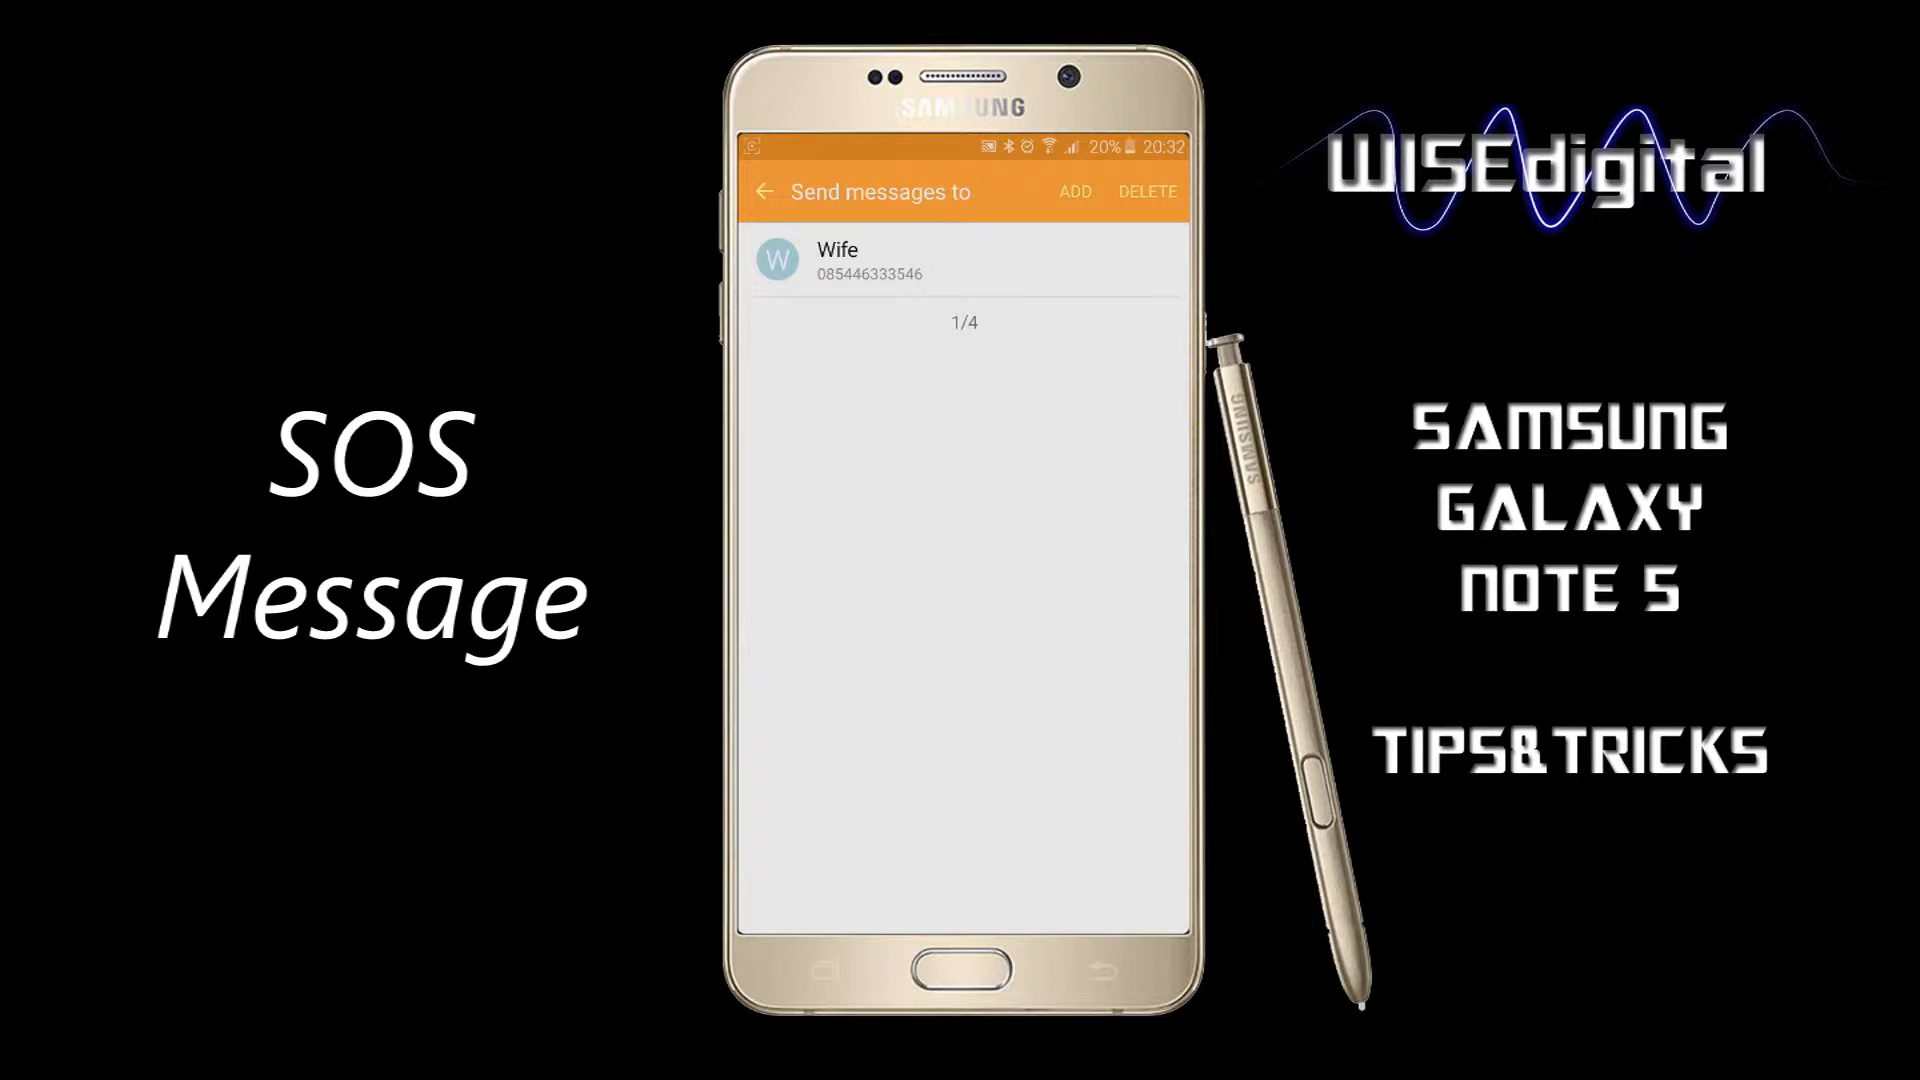 SOS
Message
SAMSUNG
20% 20:32
Send messages to ADD DELETE
W
Wife
085446333546
1/4
SAMSUNG
WISEdigital
SAMSUNG
GALAXY
NOTE 5
TIPS&TRICKS